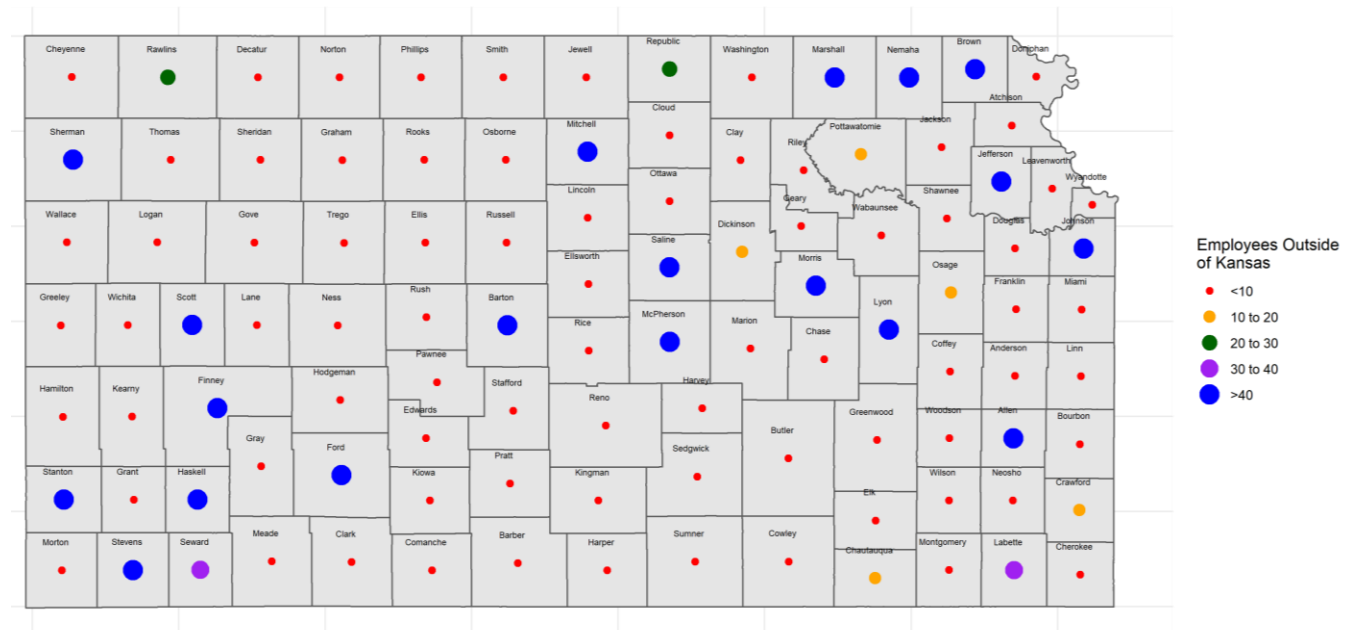 Cheyenne
Rawlins
Decatur
Norton
Phillips
Smith
Jewell
Republic
Washington
Marshall
Nemaha
Brown
Doniphan
Atchison
Cloud
Sherman
Thomas
Sheridan
Graham
Rooks
Osborne
Mitchell
Clay
Riley
Pottawatomie
Jackson
Jefferson
Leavenworth
Wyandotte
Ottawa
Lincoln
Geary
Wabaunsee
Shawnee
Douglas
Johnson
Wallace
Logan
Gove
Trego
Ellis
Russell
Saline
Dickinson
Ellsworth
Morris
Osage
Greeley
Wichita
Scott
Lane
Ness
Rush
Barton
Rice
McPherson
Marion
Chase
Lyon
Franklin
Miami
Coffey
Anderson
Linn
Pawnee
Hamilton
Kearny
Finney
Hodgeman
Edwards
Stafford
Reno
Harvey
Butler
Greenwood
Woodson
Allen
Bourbon
Gray
Ford
Stanton
Grant
Haskell
Kiowa
Pratt
Kingman
Sedgwick
Elk
Wilson
Neosho
Crawford
Morton
Stevens
Seward
Meade
Clark
Comanche
Barber
Harper
Sumner
Cowley
Chautauqua
Montgomery
Labette
Cherokee
Employees Outside
of Kansas
<10
10 to 20
20 to 30
30 to 40
>40